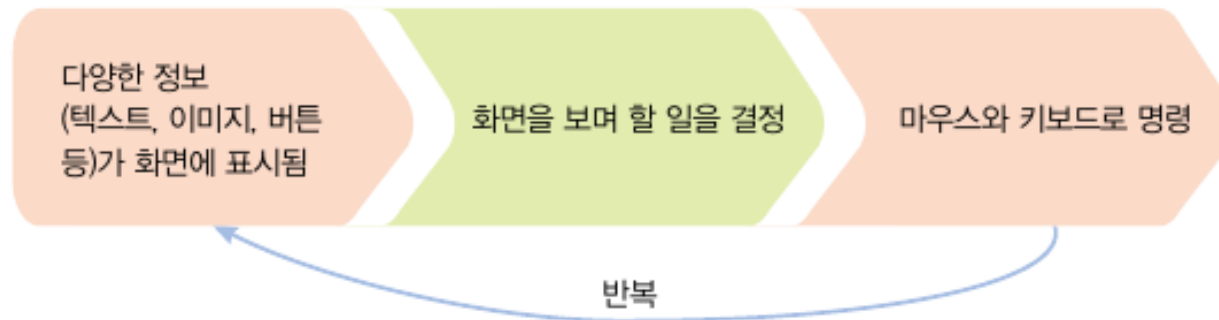 다양한 정보
(텍스트, 이미지, 버튼
등)가 화면에 표시됨
화면을 보며 할 일을 결정
마우스와 키보드로 명령
반복